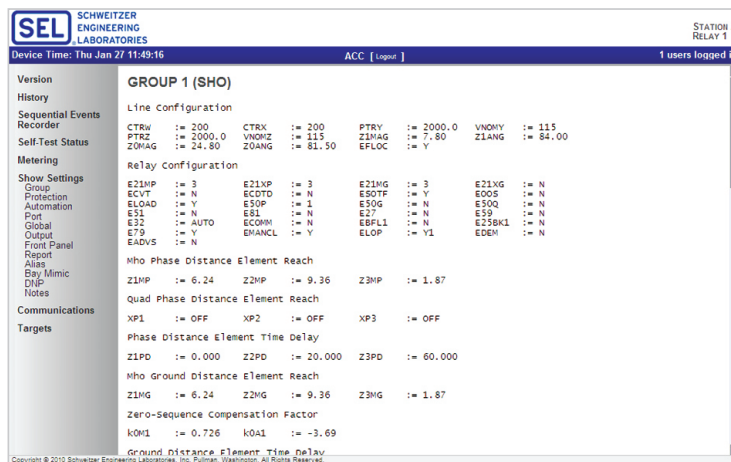 SEL SCHWEITZER
ENGINEERING
LABORATORIES
STATION
RELAY 1
Device Time: Thu Jan 27 11:49:16
ACC [ Logout ]
1 users logged i
Version
History
Sequential Events
Recorder
Self-Test Status
Metering
Show Settings
Group
Protection
Automation
Port
Global
Output
Front Panel
Report
Alias
Bay Mimic
DNP
Notes
Communications
Targets
GROUP 1 (SHO)
Line Configuration
CTRW := 200 CTRX := 200 PTRY := 2000.0 VNOMY := 115
PTRZ := 2000.0 VNOMZ := 115 Z1MAG := 7.80 Z1ANG := 84.00
Z0MAG := 24.80 Z0ANG := 81.50 EFLOC := Y
Relay Configuration
E21MP := 3 E21XP := 3 E21MG := 3 E21XG := N
ECVT := N ECDTD := N ESOTF := Y EOOS := N
ELOAD := Y E50P := 1 E50G := N E50Q := N
E51 := N E81 := N E27 := N E59 := N
E32 := AUTO ECOMM := N EBFL1 := N E25BK1 := N
E79 := Y EMANCL := Y ELOP := Y1 EDEM := N
EADVS := N
Mho Phase Distance Element Reach
Z1MP := 6.24 Z2MP := 9.36 Z3MP := 1.87
Quad Phase Distance Element Reach
XP1 := OFF XP2 := OFF XP3 := OFF
Phase Distance Element Time Delay
Z1PD := 0.000 Z2PD := 20.000 Z3PD := 60.000
Mho Ground Distance Element Reach
Z1MG := 6.24 Z2MG := 9.36 Z3MG := 1.87
Zero-Sequence Compensation Factor
k0M1 := 0.726 k0A1 := -3.69
Ground Distance Element Time Delay
Copyright © 2010 Schweitzer Engineering Laboratories, Inc. Pullman, Washington. All Rights Reserved.